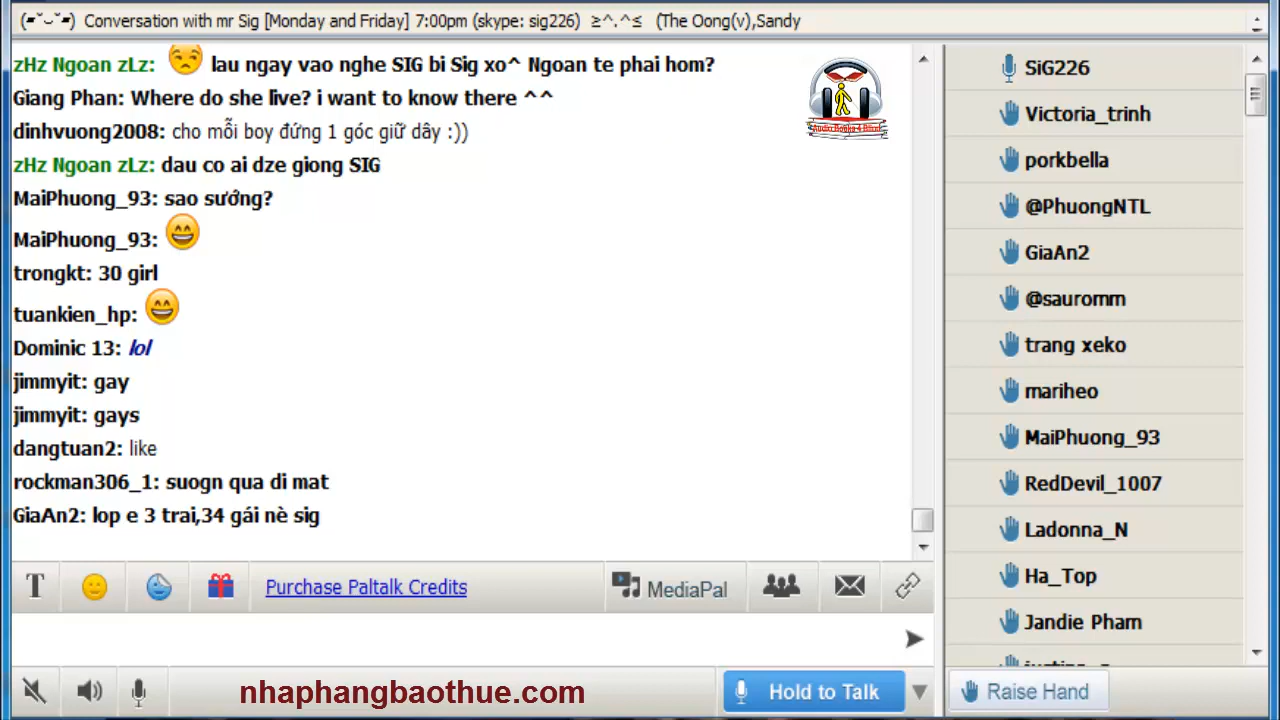 (▰˘◡˘▰) Conversation with mr Sig [Monday and Friday] 7:00pm (skype: sig226) ≥^.^≤ (The Oong(v),Sandy
zHz Ngoan zLz: lau ngay vao nghe SIG bi Sig xo^ Ngoan te phai hom?
Giang Phan: Where do she live? i want to know there ^^
dinhvuong2008: cho mỗi boy đứng 1 góc giữ dây :))
zHz Ngoan zLz: dau co ai dze giong SIG
MaiPhuong_93: sao sướng?
MaiPhuong_93:
trongkt: 30 girl
tuankien_hp:
Dominic 13: lol
jimmyit: gay
jimmyit: gays
dangtuan2: like
rockman306_1: suogn qua di mat
GiaAn2: lop e 3 trai,34 gái nè sig
Audio Books 4 Blind
SiG226
Victoria_trinh
porkbella
@PhuongNTL
GiaAn2
@sauromm
trang xeko
mariheo
MaiPhuong_93
RedDevil_1007
Ladonna_N
Ha_Top
Jandie Pham
T Purchase Paltalk Credits MediaPal
nhaphangbaothue.com
Hold to Talk
Raise Hand